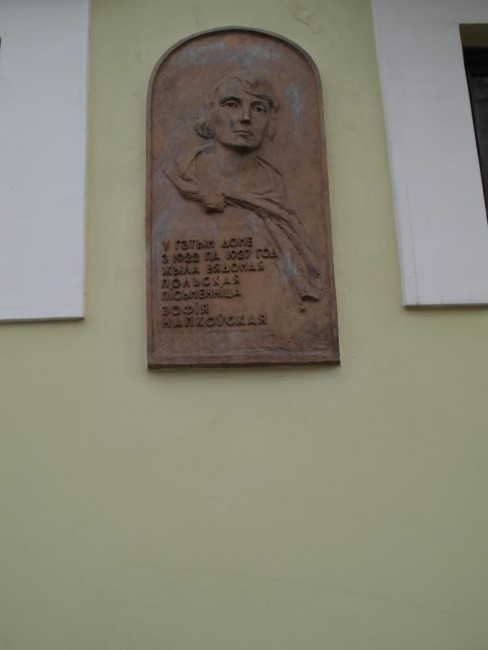 У ГЭТЫМ ДОМЕ
З 1922 ПА 1927 ГОД
ЖЫЛА ВЯДОМАЯ
ПОЛЬСКАЯ
ПІСЬМЕННІЦА
ЗОФІЯ
НАЛКОЎСКАЯ